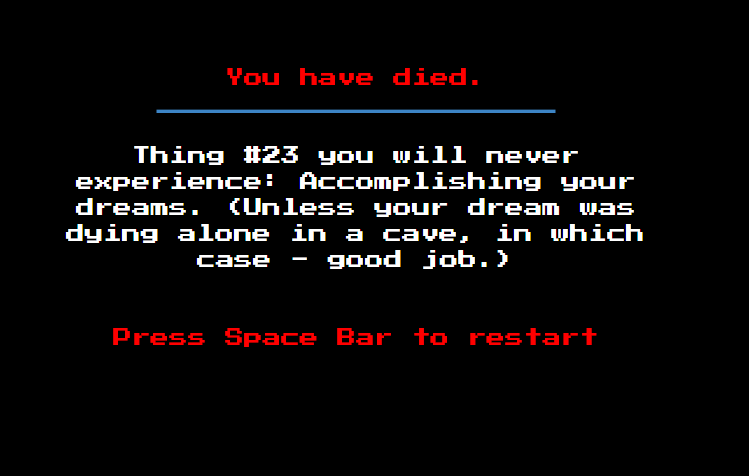 You have died.
Thing #23 you will never
experience: Accomplishing your
dreams. (Unless your dream was
dying alone in a cave, in which
case - good job.)
Press Space Bar to restart